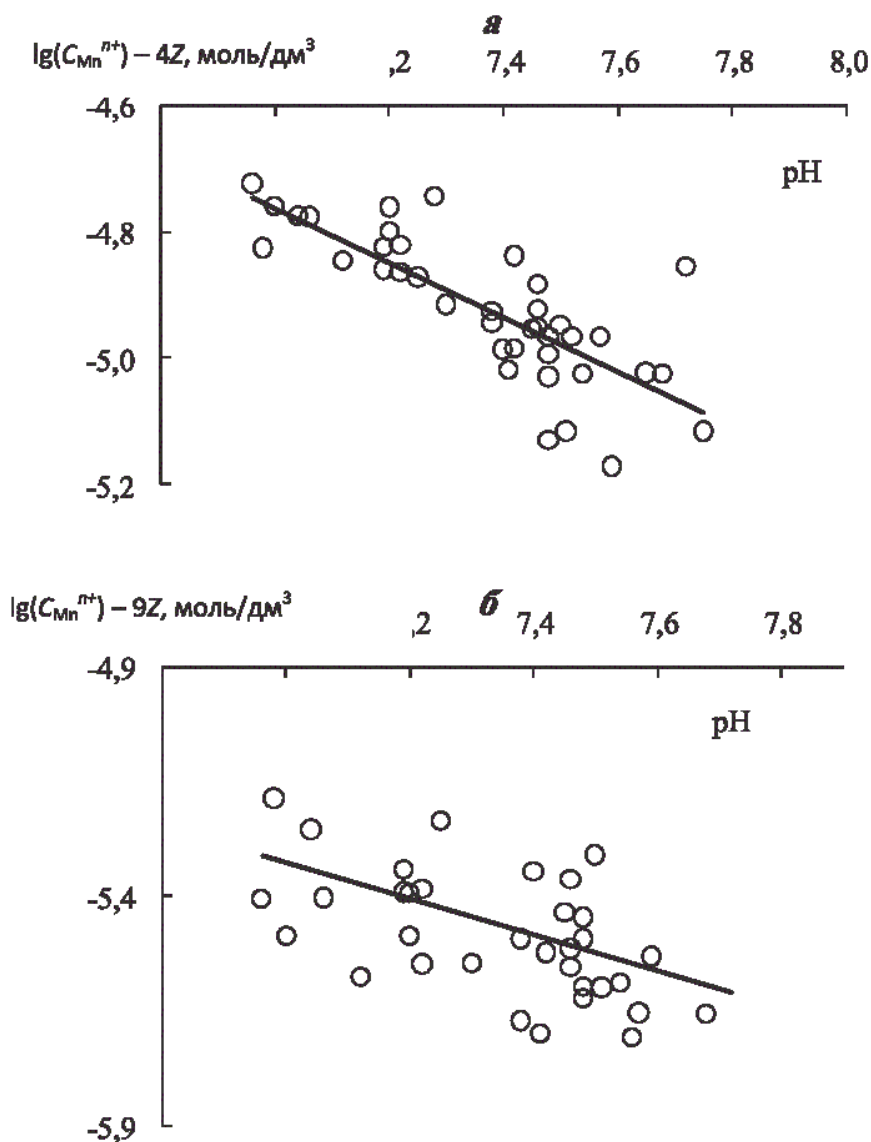 а
lg(C_Mn^n+) – 4Z, моль/дм³ ,2 7,4 7,6 7,8 8,0
-4,6
pH
-4,8
-5,0
-5,2
б
lg(C_Mn^n+) – 9Z, моль/дм³ ,2 7,4 7,6 7,8
-4,9
pH
-5,4
-5,9